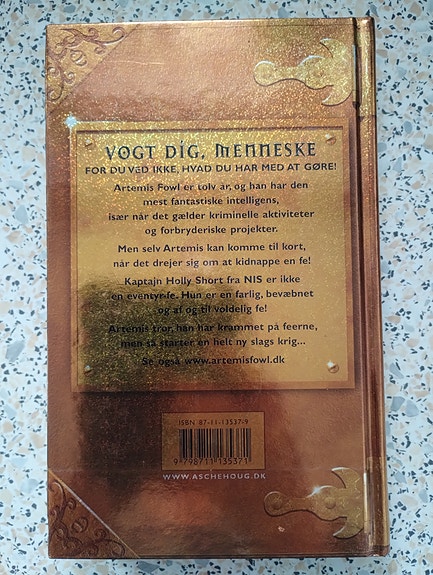 VOGT DIG, MENNESKE
FOR DU VED IKKE, HVAD DU HAR MED AT GØRE!
Artemis Fowl er tolv år, og han har den
mest fantastiske intelligens,
især når det gælder kriminelle aktiviteter
og forbryderiske projekter.
Men selv Artemis kan komme til kort,
når det drejer sig om at kidnappe en fe!
Kaptajn Holly Short fra NIS er ikke
en eventyrfe. Hun er en farlig, bevæbnet
og af og til voldelig fe!
Artemis tror, han har krammet på feerne,
men så starter en helt ny slags krig...
Se også www.artemisfowl.dk
ISBN 87-11-13537-9
9 798711 135371
WWW.ASCHEHOUG.DK